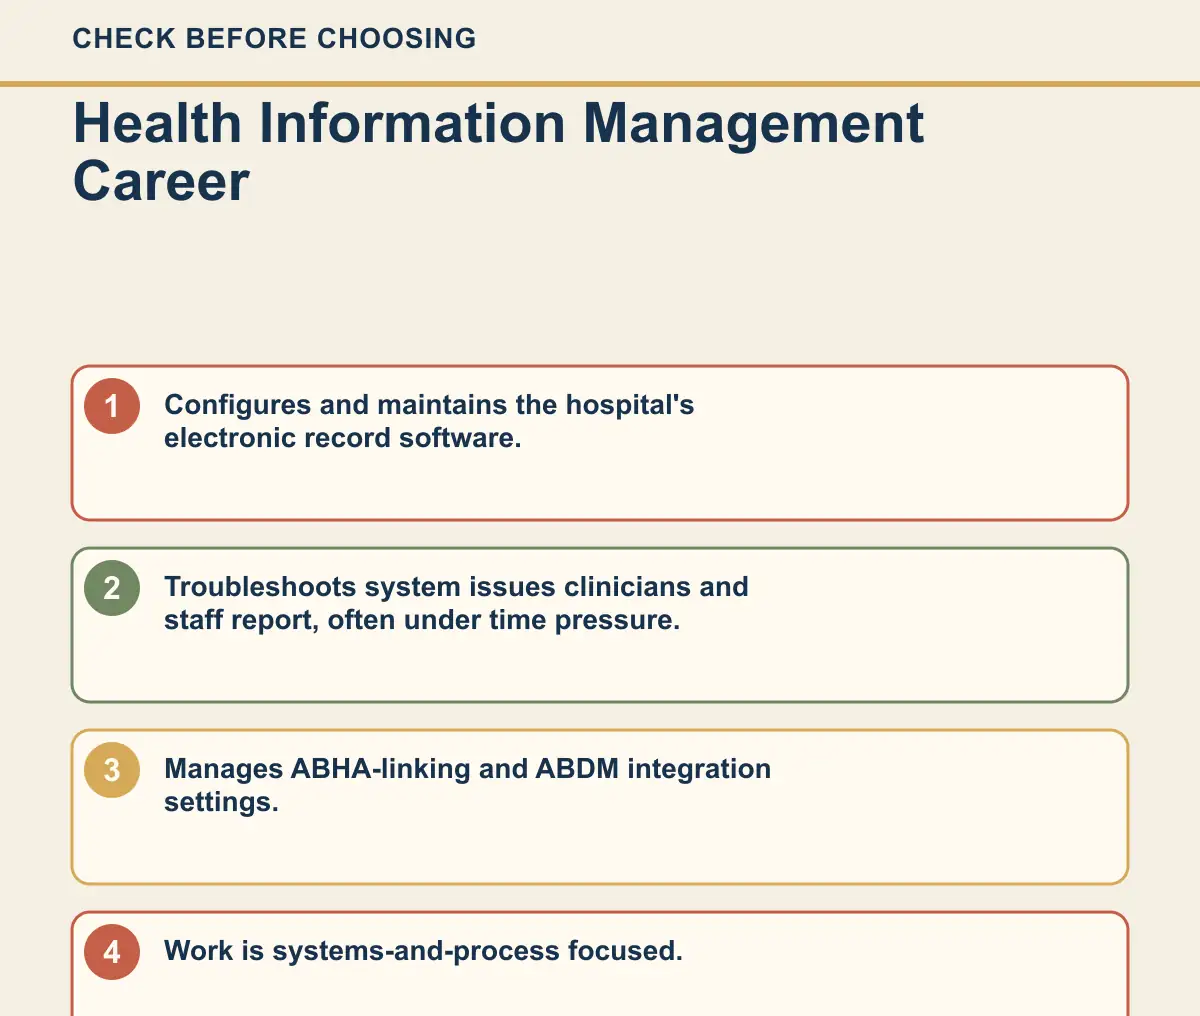 CHECK BEFORE CHOOSING
Health Information Management
Career
1
Configures and maintains the hospital's
electronic record software.
2
Troubleshoots system issues clinicians and
staff report, often under time pressure.
3
Manages ABHA-linking and ABDM integration
settings.
4
Work is systems-and-process focused.